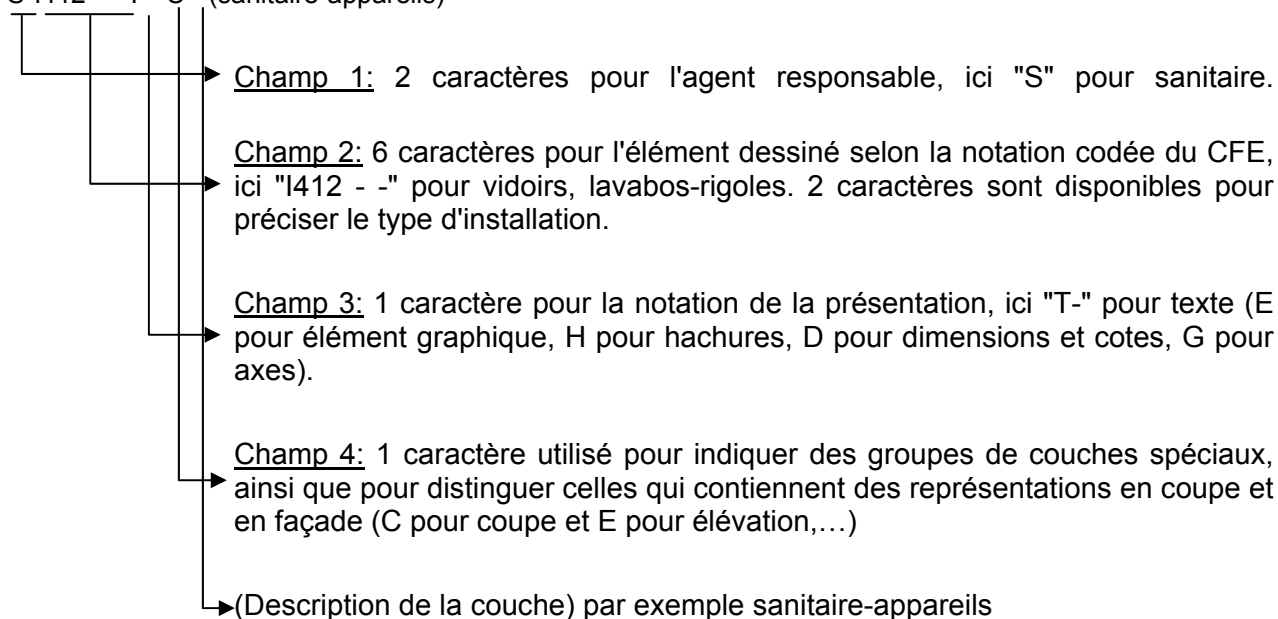 (sanitaire-appareils)
Champ 1: 2 caractères pour l'agent responsable, ici "S" pour sanitaire.
Champ 2: 6 caractères pour l'élément dessiné selon la notation codée du CFE,
ici "I412 - -" pour vidoirs, lavabos-rigoles. 2 caractères sont disponibles pour
préciser le type d'installation.
Champ 3: 1 caractère pour la notation de la présentation, ici "T-" pour texte (E
pour élément graphique, H pour hachures, D pour dimensions et cotes, G pour
axes).
Champ 4: 1 caractère utilisé pour indiquer des groupes de couches spéciaux,
ainsi que pour distinguer celles qui contiennent des représentations en coupe et
en façade (C pour coupe et E pour élévation,…)
(Description de la couche) par exemple sanitaire-appareils